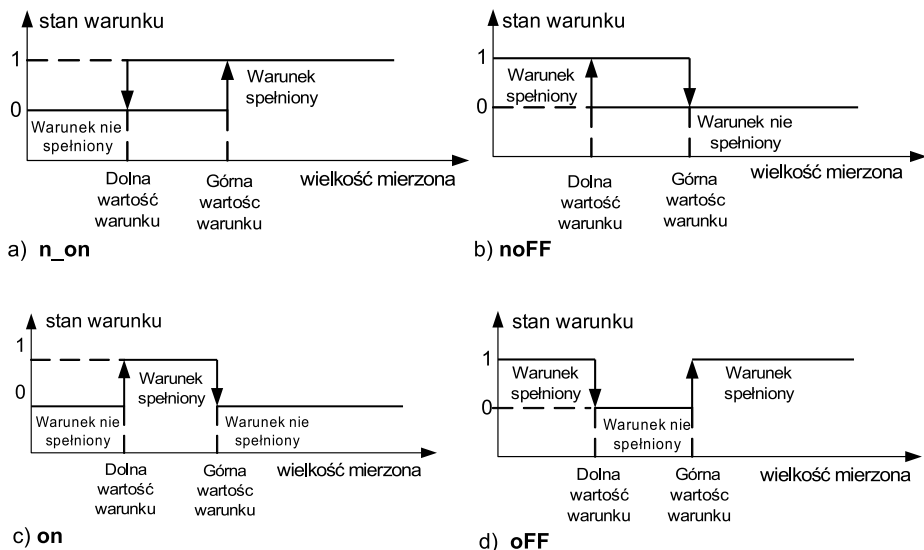 stan warunku
1
0
Warunek
spełniony
Warunek nie
spełniony
wielkość mierzona
Dolna
wartość
warunku
Górna
wartośc
warunku
a) n_on
stan warunku
1
0
Warunek
spełniony
Warunek nie
spełniony
wielkość mierzona
Dolna
wartość
warunku
Górna
wartośc
warunku
b) noFF
stan warunku
1
0
Warunek
spełniony
Warunek nie
spełniony
Warunek nie
spełniony
wielkość mierzona
Dolna
wartość
warunku
Górna
wartośc
warunku
c) on
stan warunku
1
0
Warunek
spełniony
Warunek
spełniony
Warunek nie
spełniony
wielkość mierzona
Dolna
wartość
warunku
Górna
wartośc
warunku
d) oFF